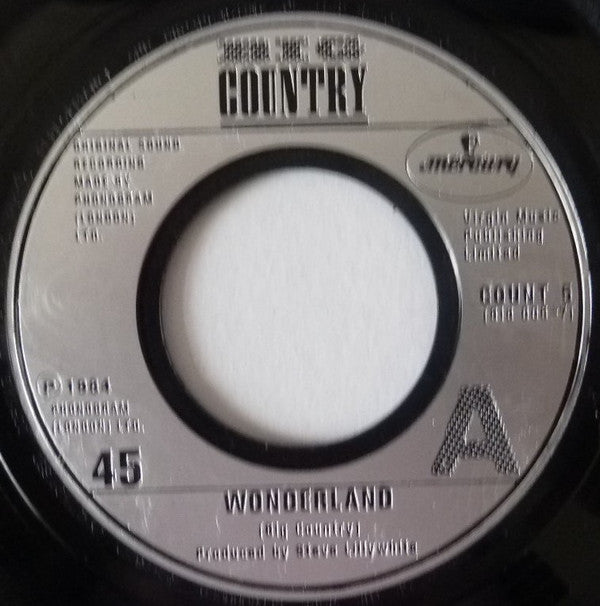 BIG
COUNTRY
ORIGINAL SOUND
RECORDING
MADE BY
PHONOGRAM
(LONDON)
LTD.
mercury
Virgin Music
Publishing
Limited
COUNT 5
℗ 1984
PHONOGRAM
(LONDON) LTD.
45
A
WONDERLAND
(Big Country)
Produced by Steve Lillywhite